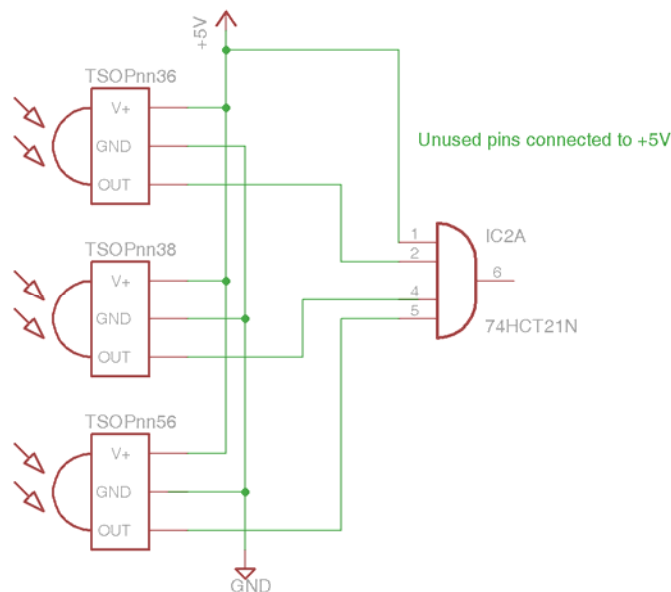 +5V
TSOPnn36
V+
GND
OUT
Unused pins connected to +5V
1
2
4
5
6
IC2A
74HCT21N
TSOPnn38
V+
GND
OUT
TSOPnn56
V+
GND
OUT
GND